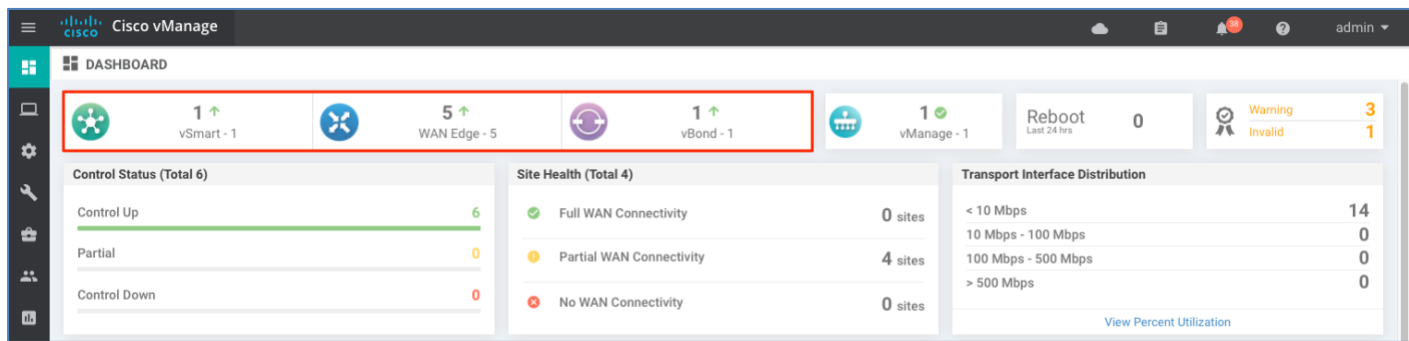 cisco Cisco vManage 38 admin
DASHBOARD
1
vSmart - 1
5
WAN Edge - 5
1
vBond - 1
1
vManage - 1
Reboot
Last 24 hrs
0
Warning 3
Invalid 1
Control Status (Total 6)
Control Up 6
Partial 0
Control Down 0
Site Health (Total 4)
Full WAN Connectivity 0 sites
Partial WAN Connectivity 4 sites
No WAN Connectivity 0 sites
Transport Interface Distribution
< 10 Mbps 14
10 Mbps - 100 Mbps 0
100 Mbps - 500 Mbps 0
> 500 Mbps 0
View Percent Utilization